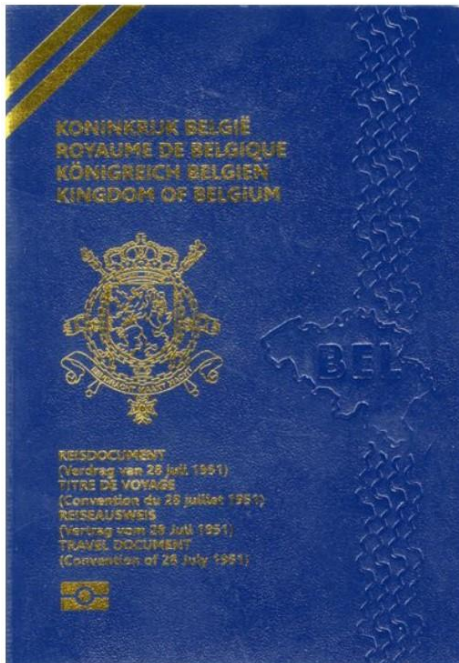 KONINKRIJK BELGIË
ROYAUME DE BELGIQUE
KÖNIGREICH BELGIEN
KINGDOM OF BELGIUM
BEL
REISDOCUMENT
(Verdrag van 28 juli 1951)
TITRE DE VOYAGE
(Convention du 28 juillet 1951)
REISEAUSWEIS
(Vertrag vom 28 Juli 1951)
TRAVEL DOCUMENT
(Convention of 28 July 1951)